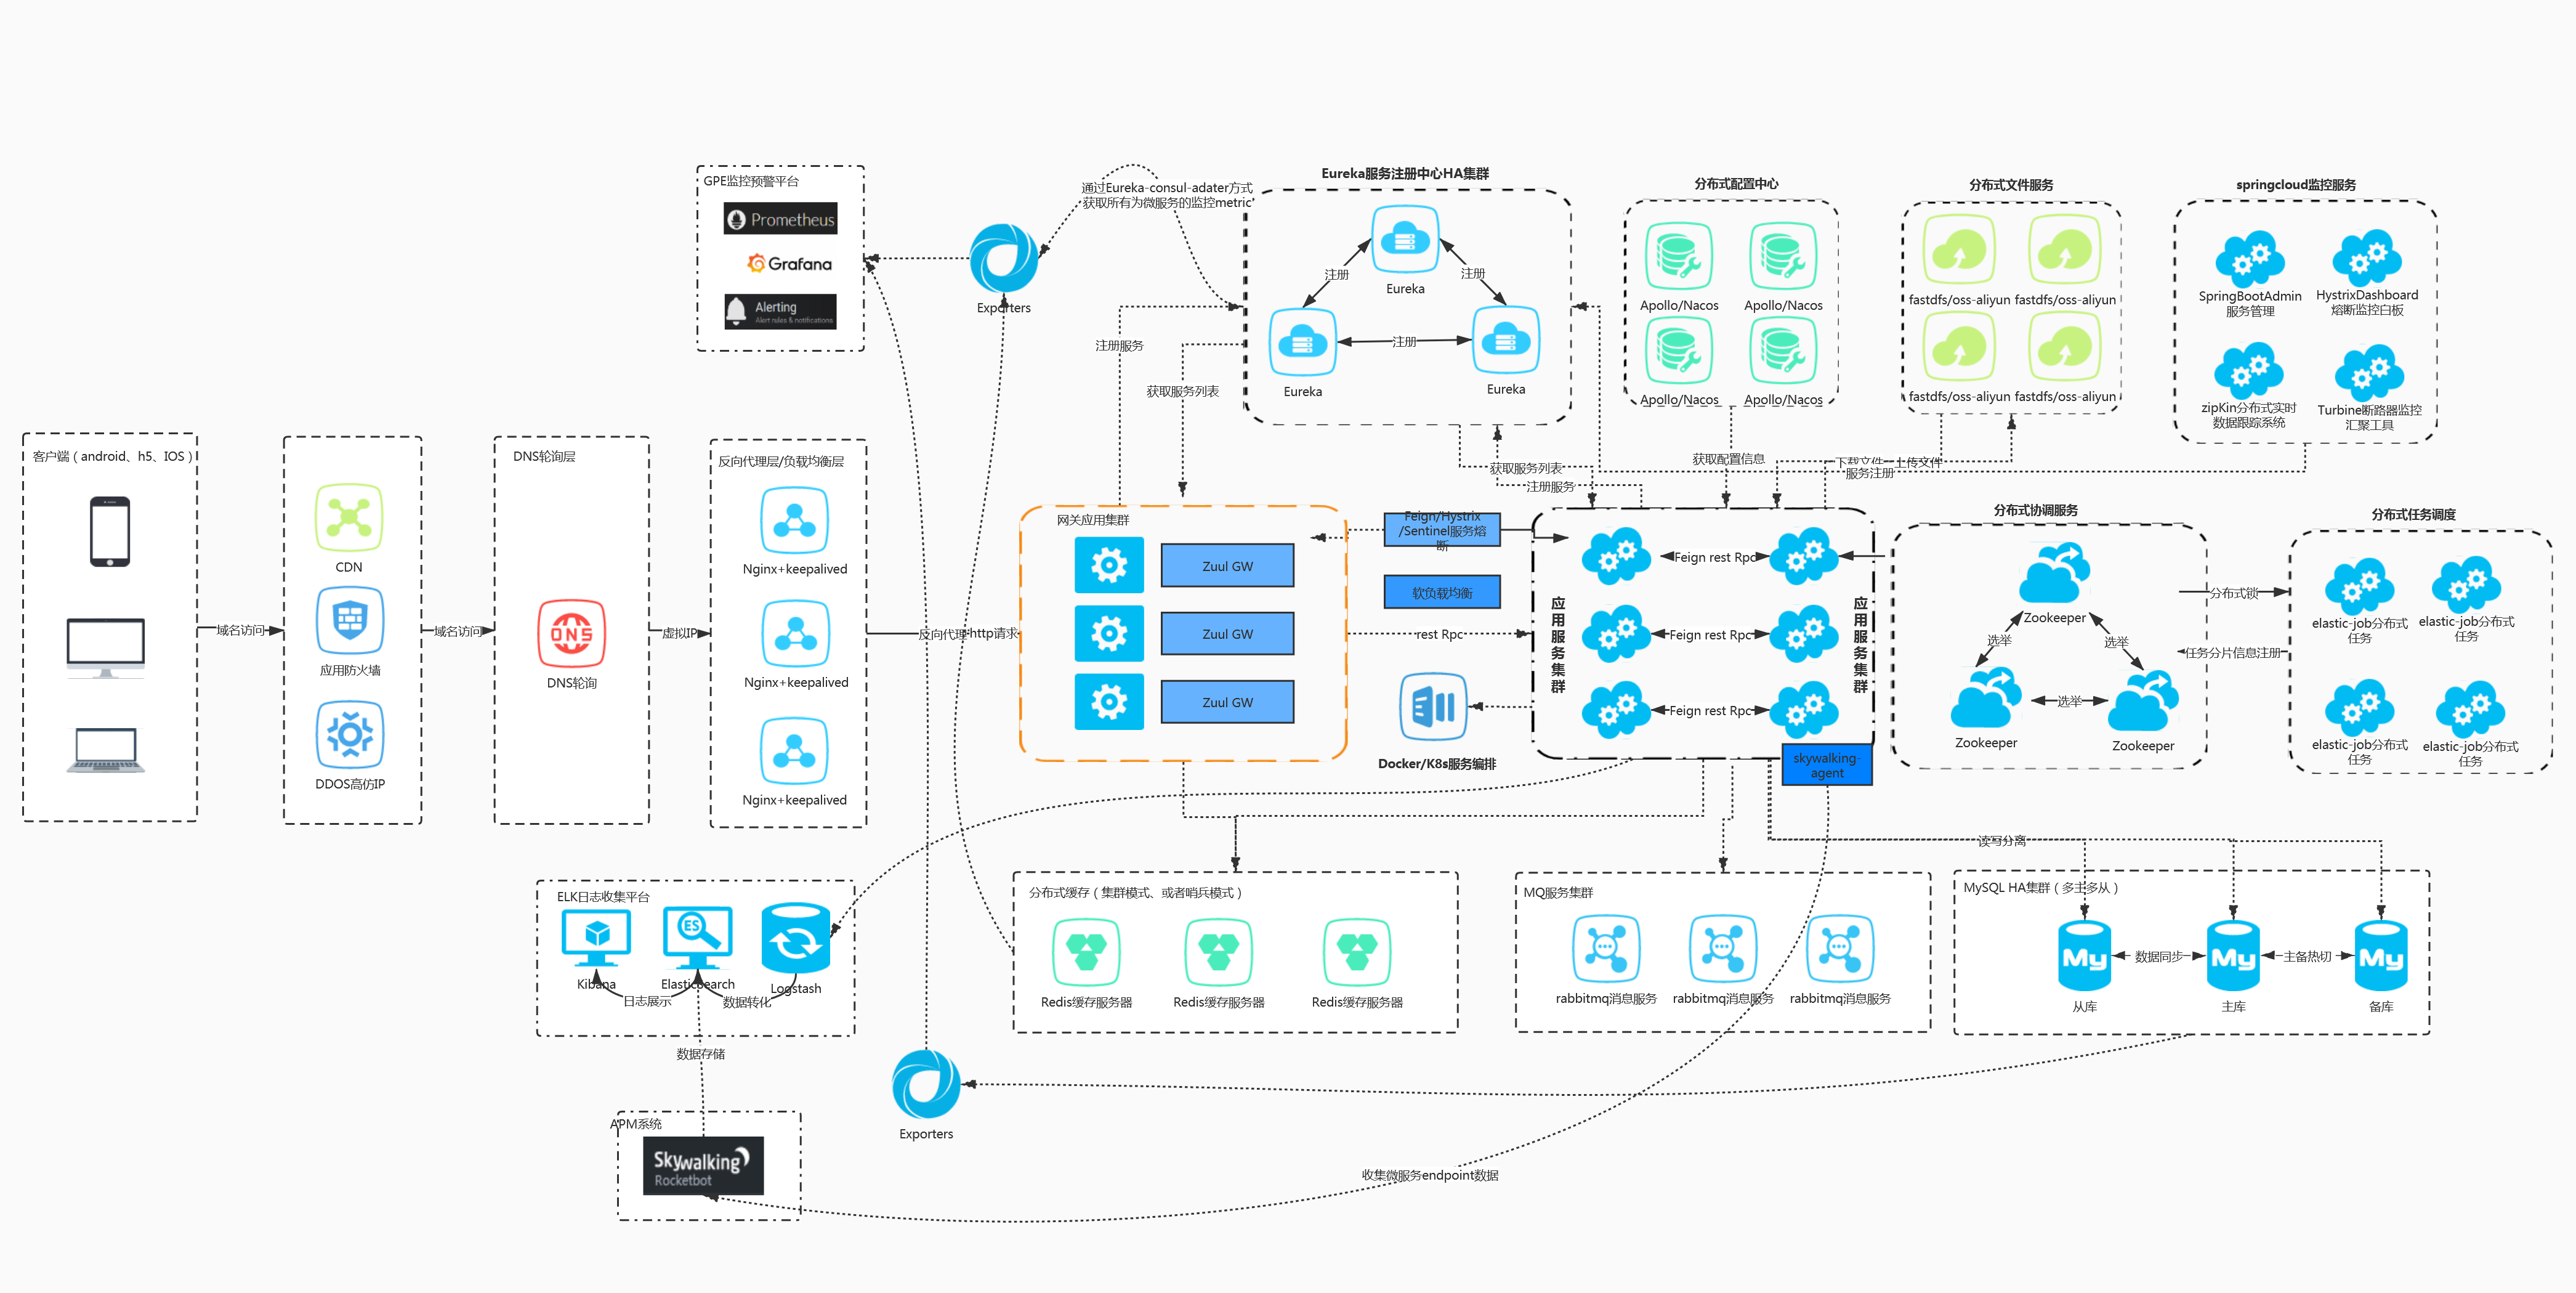 GPE监控预警平台
Prometheus
Grafana
Alerting
Alert rules & notifications
Exporters
通过Eureka-consul-adater方式
获取所有为微服务的监控metric
Eureka服务注册中心HA集群
Eureka
注册
注册
Eureka
注册
Eureka
注册服务
获取服务列表
分布式配置中心
Apollo/Nacos
Apollo/Nacos
Apollo/Nacos
Apollo/Nacos
分布式文件服务
fastdfs/oss-aliyun
fastdfs/oss-aliyun
fastdfs/oss-aliyun
fastdfs/oss-aliyun
springcloud监控服务
SpringBootAdmin
服务管理
HystrixDashboard
熔断监控白板
zipKin分布式实时
数据跟踪系统
Turbine断路器监控
汇聚工具
获取服务列表
注册服务
获取配置信息
下载文件
上传文件
服务注册
客户端（android、h5、IOS）
域名访问
CDN
应用防火墙
DDOS高仿IP
域名访问
DNS轮询层
DNS
DNS轮询
虚拟IP
反向代理层/负载均衡层
Nginx+keepalived
Nginx+keepalived
Nginx+keepalived
反向代理-http请求
网关应用集群
Zuul GW
Zuul GW
Zuul GW
Feign/Hystrix
/Sentinel服务熔
断
软负载均衡
rest Rpc
Docker/K8s服务编排
应用服务集群
Feign rest Rpc
Feign rest Rpc
Feign rest Rpc
应用服务集群
skywalking-
agent
分布式协调服务
Zookeeper
选举
选举
Zookeeper
选举
Zookeeper
分布式锁
任务分片信息注册
分布式任务调度
elastic-job分布式
任务
elastic-job分布式
任务
elastic-job分布式
任务
elastic-job分布式
任务
ELK日志收集平台
ES
Kibana
Elasticsearch
Logstash
日志展示
数据转化
数据存储
APM系统
Skywalking
Rocketbot
Exporters
分布式缓存（集群模式、或者哨兵模式）
Redis缓存服务器
Redis缓存服务器
Redis缓存服务器
MQ服务集群
rabbitmq消息服务
rabbitmq消息服务
rabbitmq消息服务
读写分离
MySQL HA集群（多主多从）
My
数据同步
My
主备热切
My
从库
主库
备库
收集微服务endpoint数据